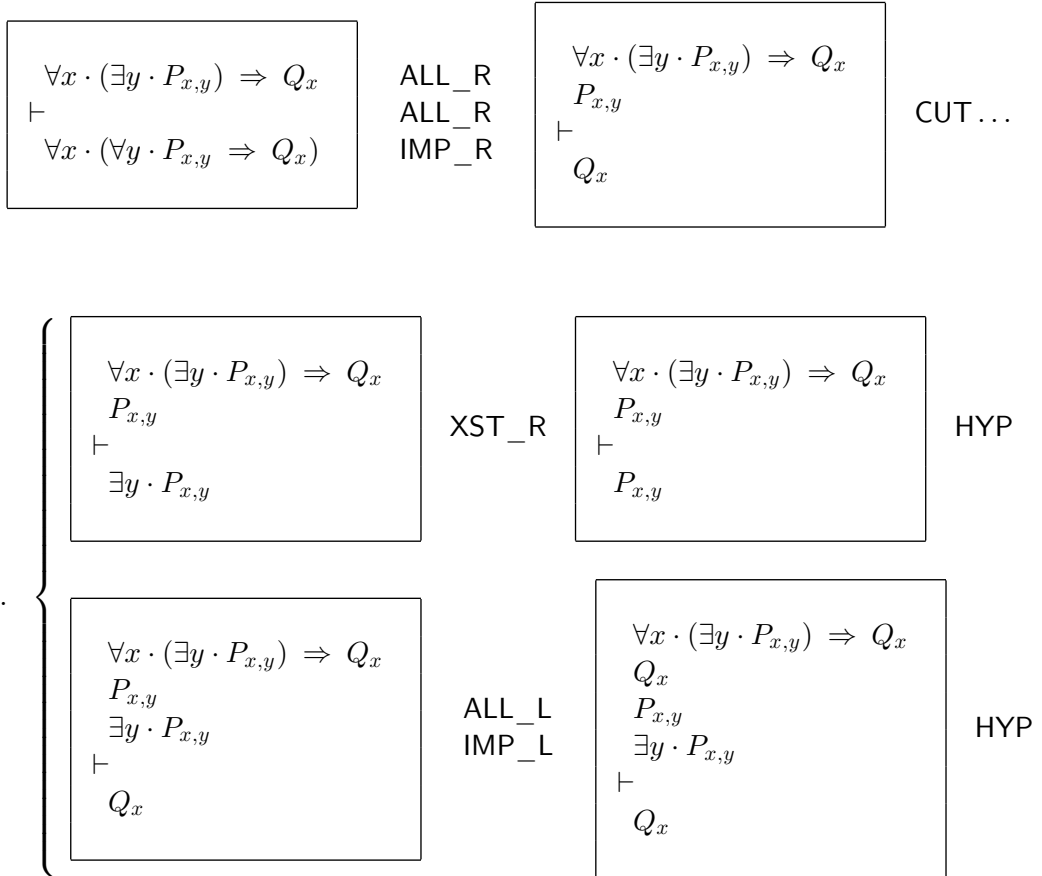 ∀x · (∃y · P_{x,y}) ⇒ Q_x
⊢
∀x · (∀y · P_{x,y} ⇒ Q_x)
ALL_R
ALL_R
IMP_R
∀x · (∃y · P_{x,y}) ⇒ Q_x
P_{x,y}
⊢
Q_x
CUT...
.
∀x · (∃y · P_{x,y}) ⇒ Q_x
P_{x,y}
⊢
∃y · P_{x,y}
XST_R
∀x · (∃y · P_{x,y}) ⇒ Q_x
P_{x,y}
⊢
P_{x,y}
HYP
∀x · (∃y · P_{x,y}) ⇒ Q_x
P_{x,y}
∃y · P_{x,y}
⊢
Q_x
ALL_L
IMP_L
∀x · (∃y · P_{x,y}) ⇒ Q_x
Q_x
P_{x,y}
∃y · P_{x,y}
⊢
Q_x
HYP